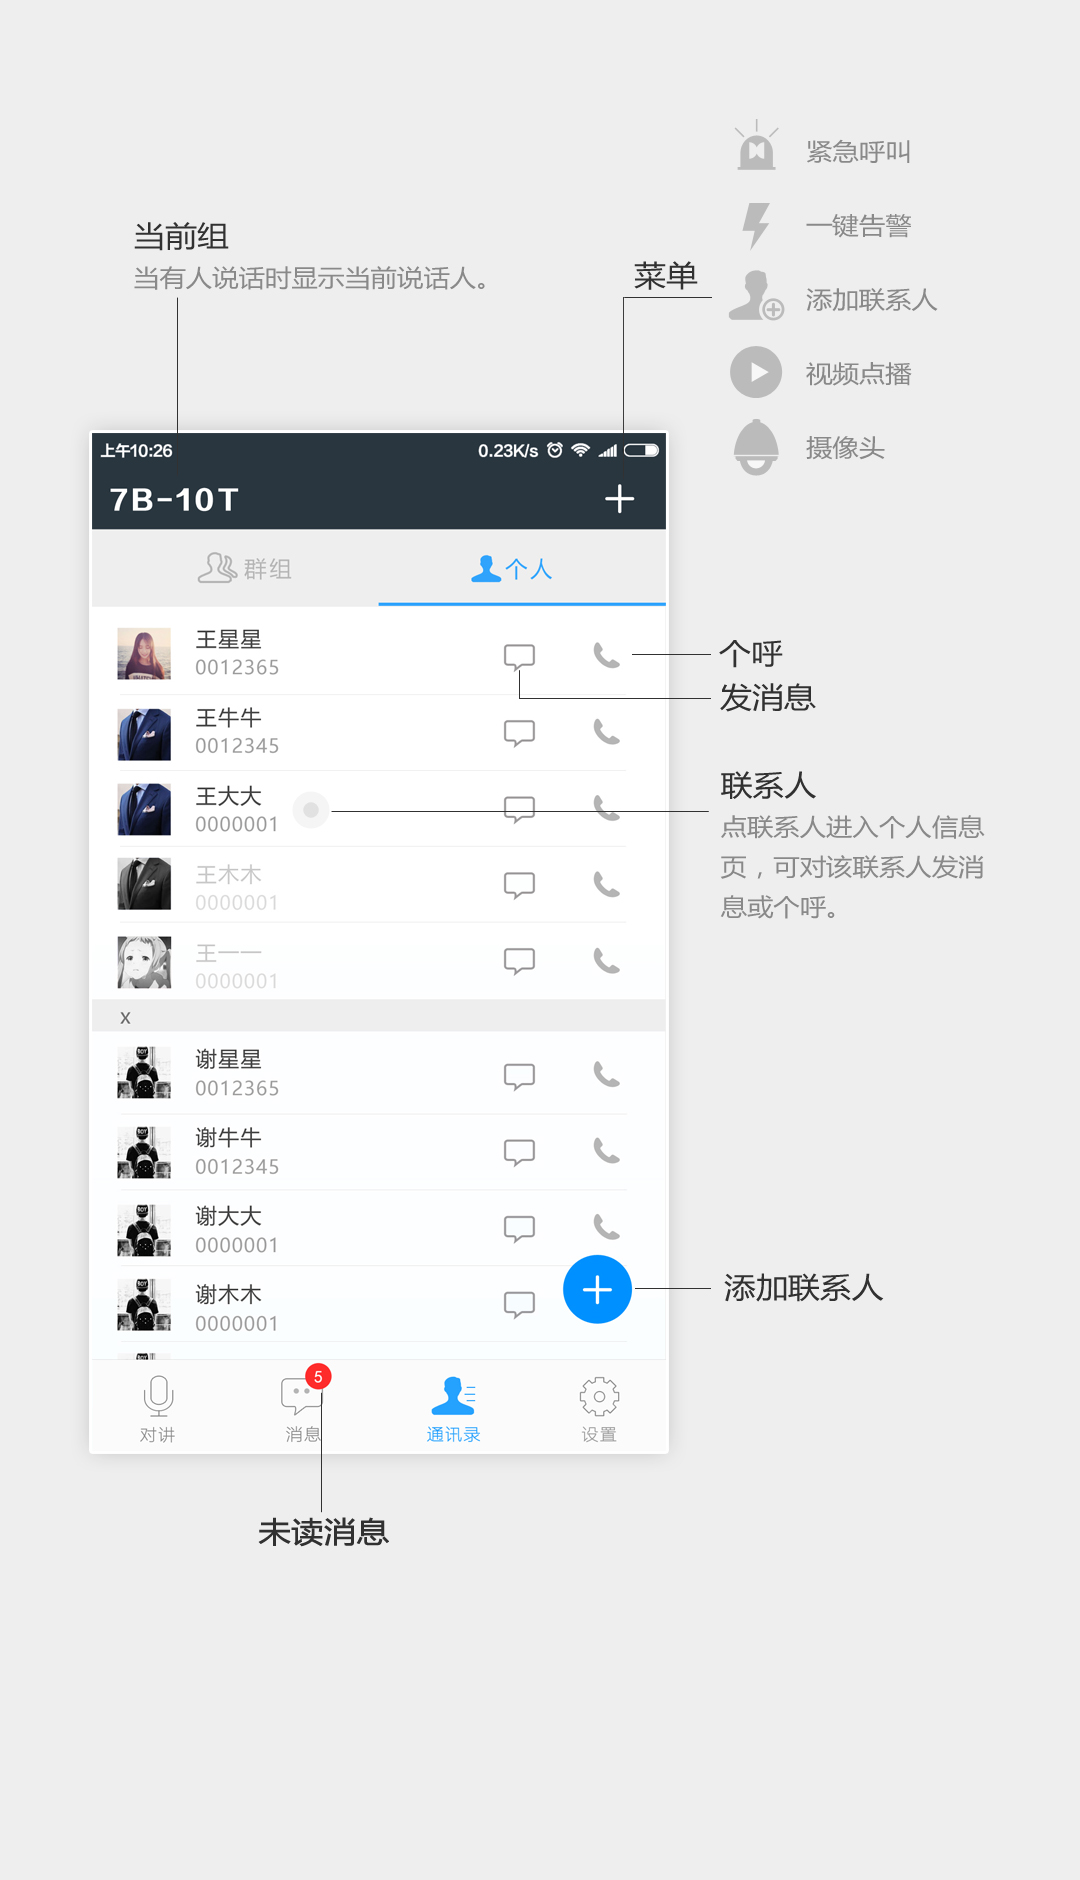 紧急呼叫
一键告警
添加联系人
视频点播
摄像头
当前组
当有人说话时显示当前说话人。
菜单
上午10:26
0.23K/s
7B-10T
群组
个人
王星星
0012365
个呼
发消息
王牛牛
0012345
王大大
0000001
联系人
点联系人进入个人信息
页，可对该联系人发消
息或个呼。
王木木
0000001
王一一
0000001
X
谢星星
0012365
谢牛牛
0012345
谢大大
0000001
谢木木
0000001
添加联系人
5
对讲
消息
通讯录
设置
未读消息